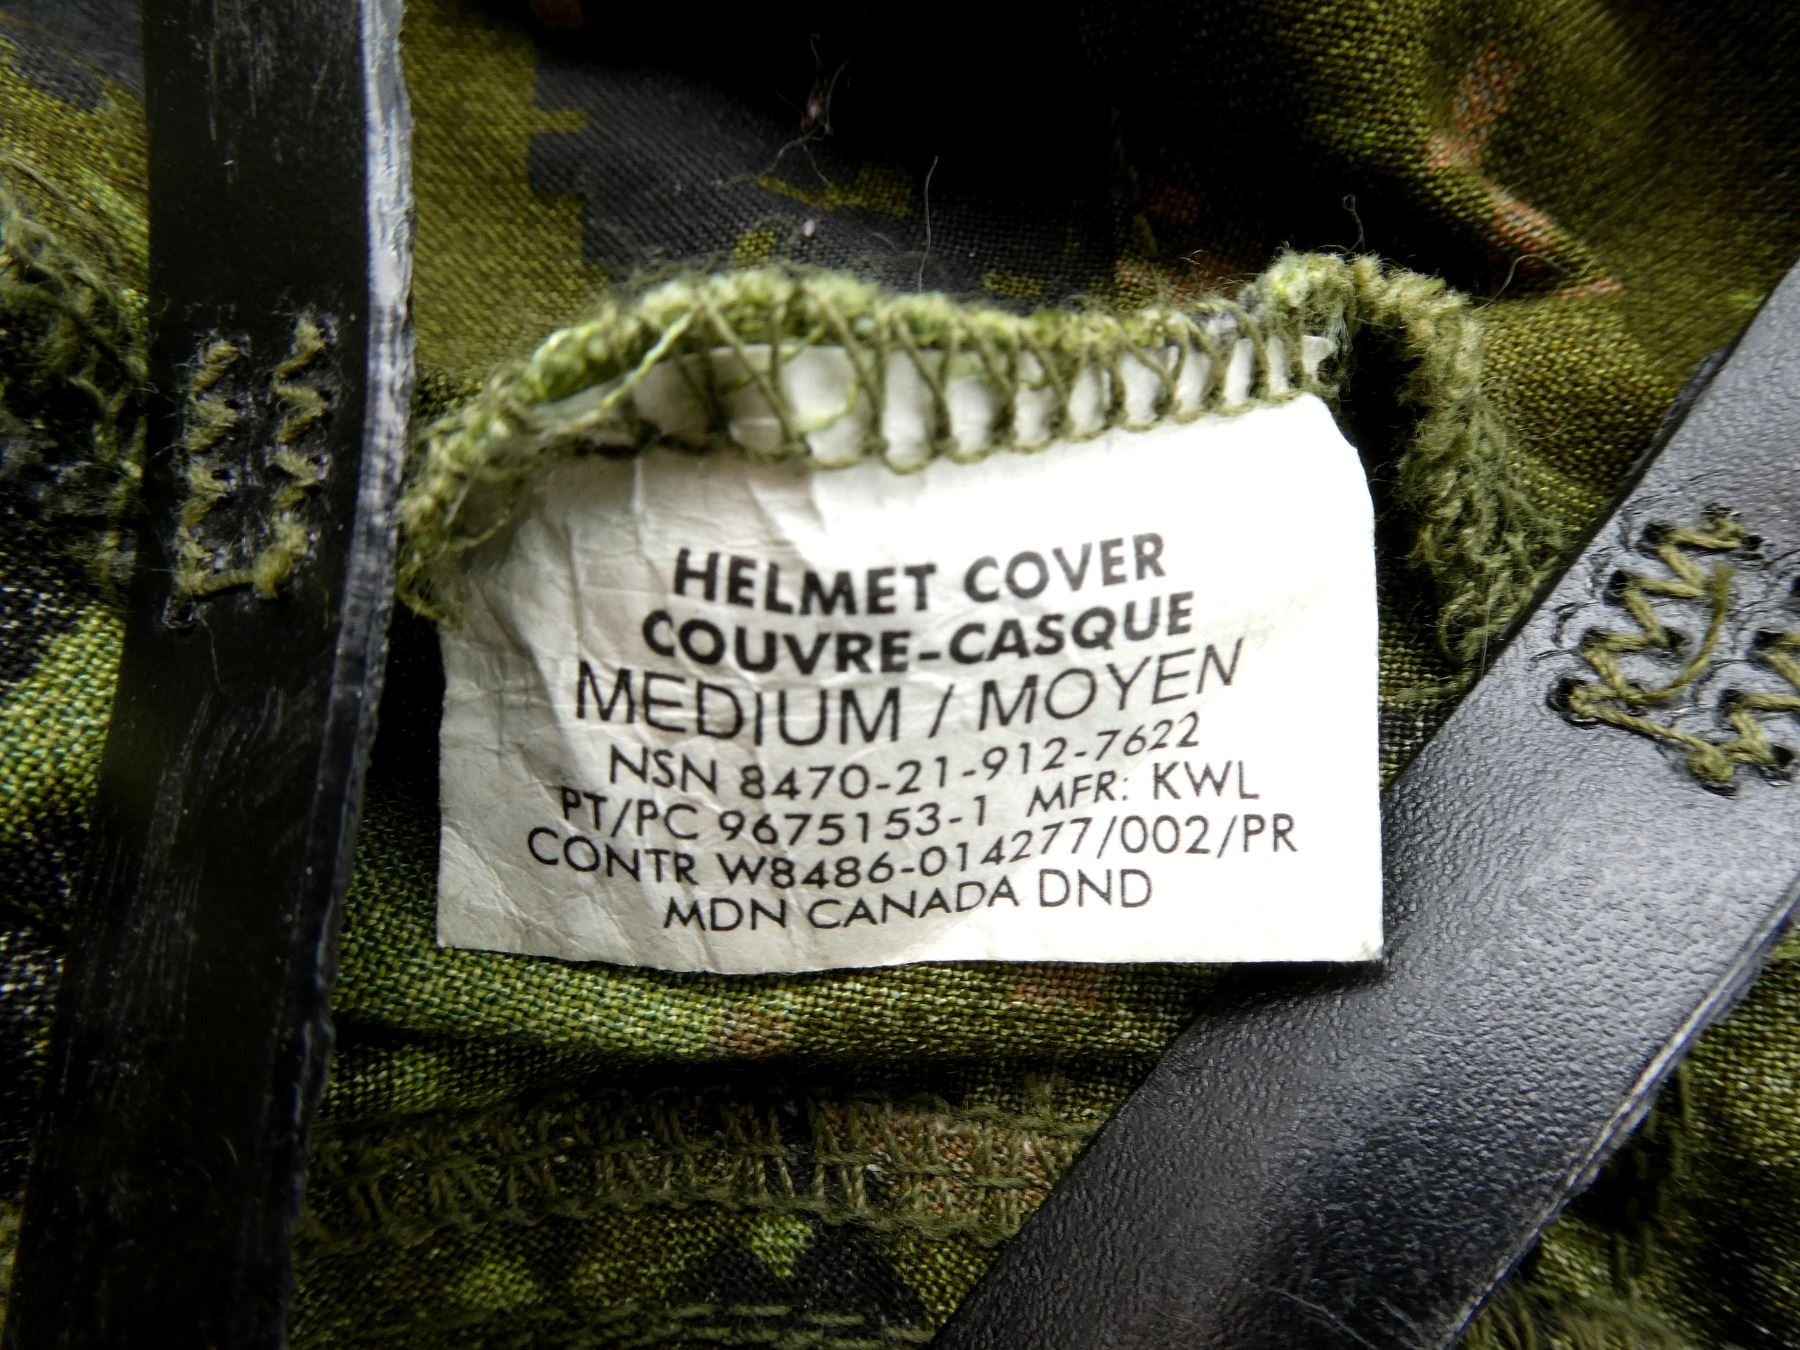 HELMET COVER
COUVRE-CASQUE
MEDIUM / MOYEN
NSN 8470-21-912-7622
PT/PC 9675153-1 MFR: KWL
CONTR W8486-014277/002/PR
MDN CANADA DND